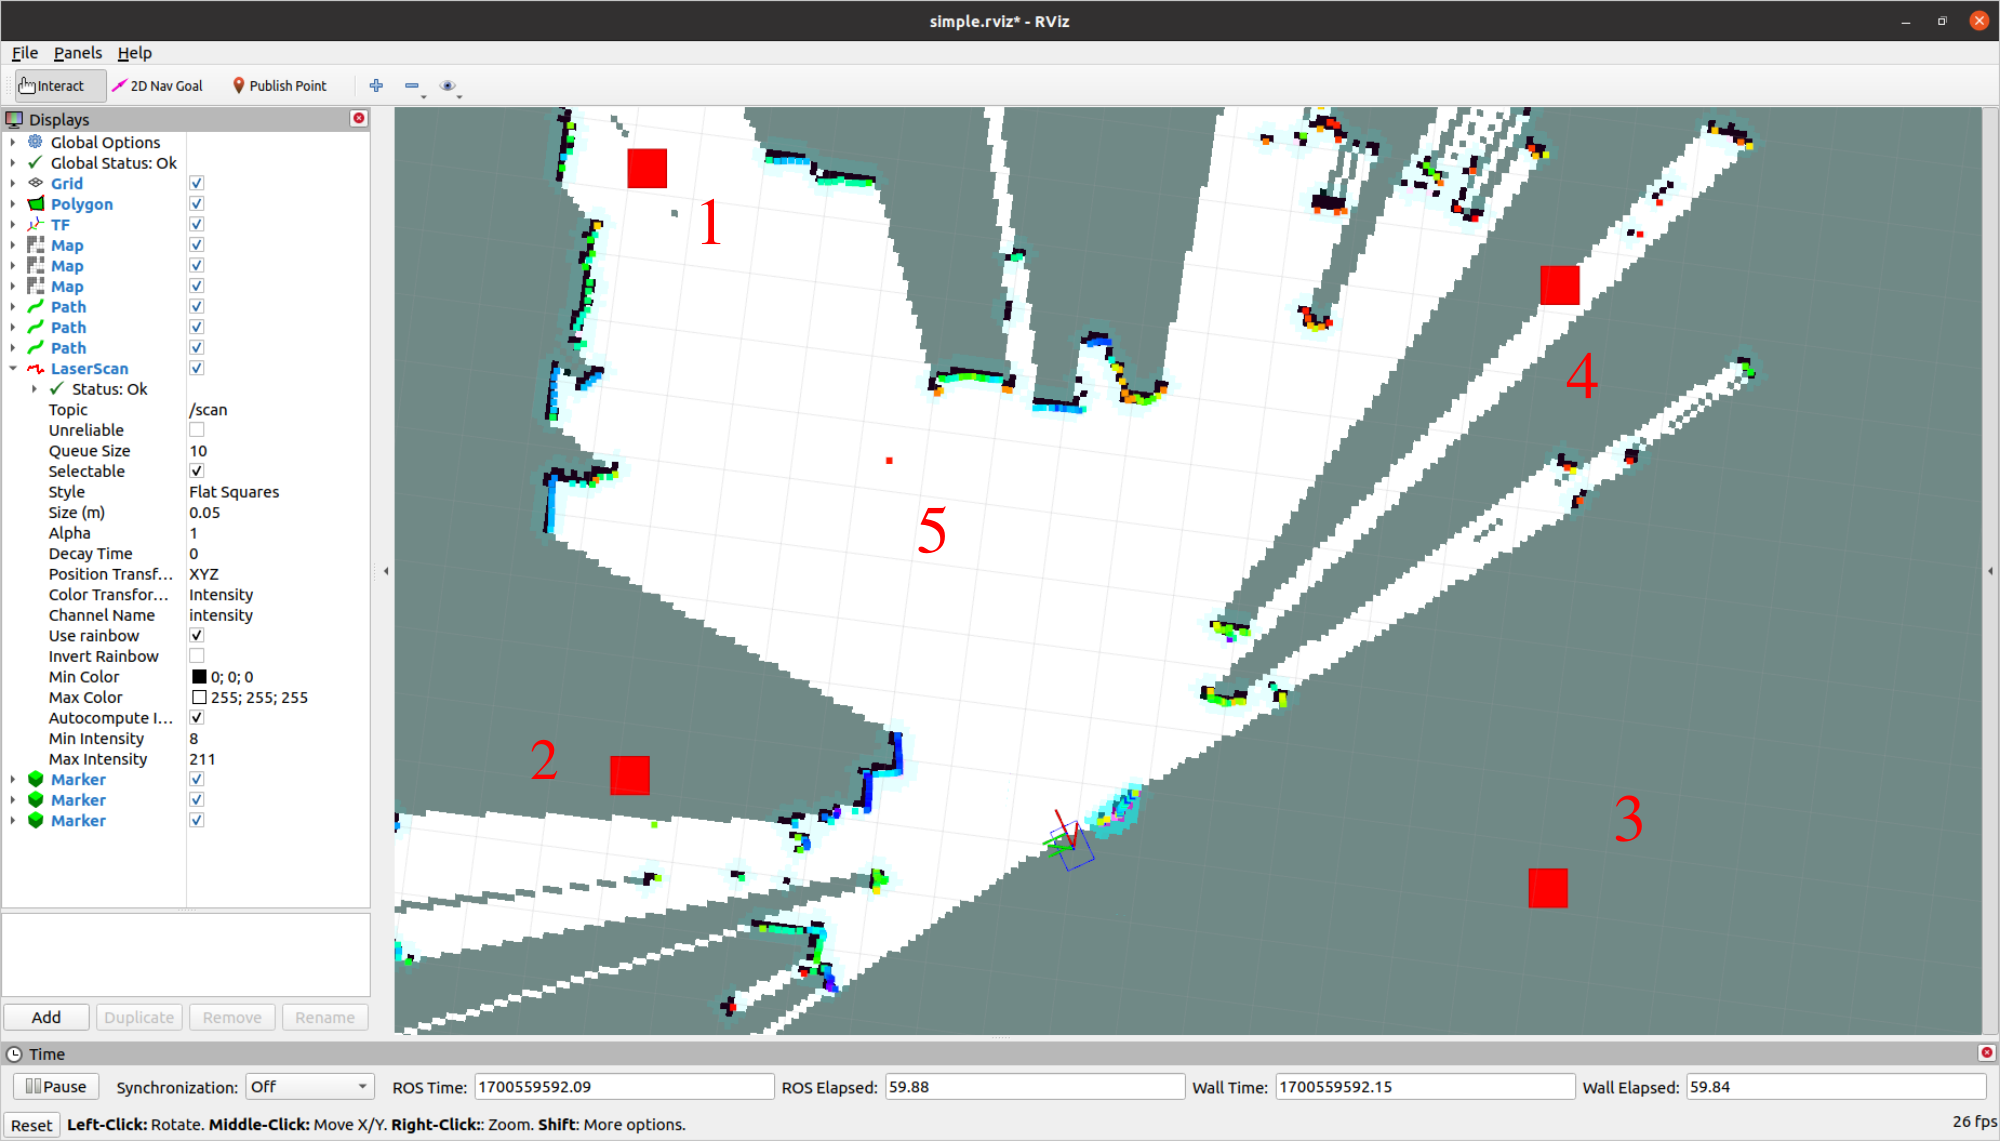 simple.rviz* - RViz
File Panels Help
Interact 2D Nav Goal Publish Point
Displays
Global Options
Global Status: Ok
Grid
Polygon
TF
Map
Map
Map
Path
Path
Path
LaserScan
Status: Ok
Topic /scan
Unreliable
Queue Size 10
Selectable
Style Flat Squares
Size (m) 0.05
Alpha 1
Decay Time 0
Position Transf... XYZ
Color Transfor... Intensity
Channel Name intensity
Use rainbow
Invert Rainbow
Min Color 0; 0; 0
Max Color 255; 255; 255
Autocompute I...
Min Intensity 8
Max Intensity 211
Marker
Marker
Marker
Add Duplicate Remove Rename
1
4
5
2
3
Time
Pause Synchronization: Off ROS Time: 1700559592.09 ROS Elapsed: 59.88 Wall Time: 1700559592.15 Wall Elapsed: 59.84
Reset Left-Click: Rotate. Middle-Click: Move X/Y. Right-Click:: Zoom. Shift: More options. 26 fps